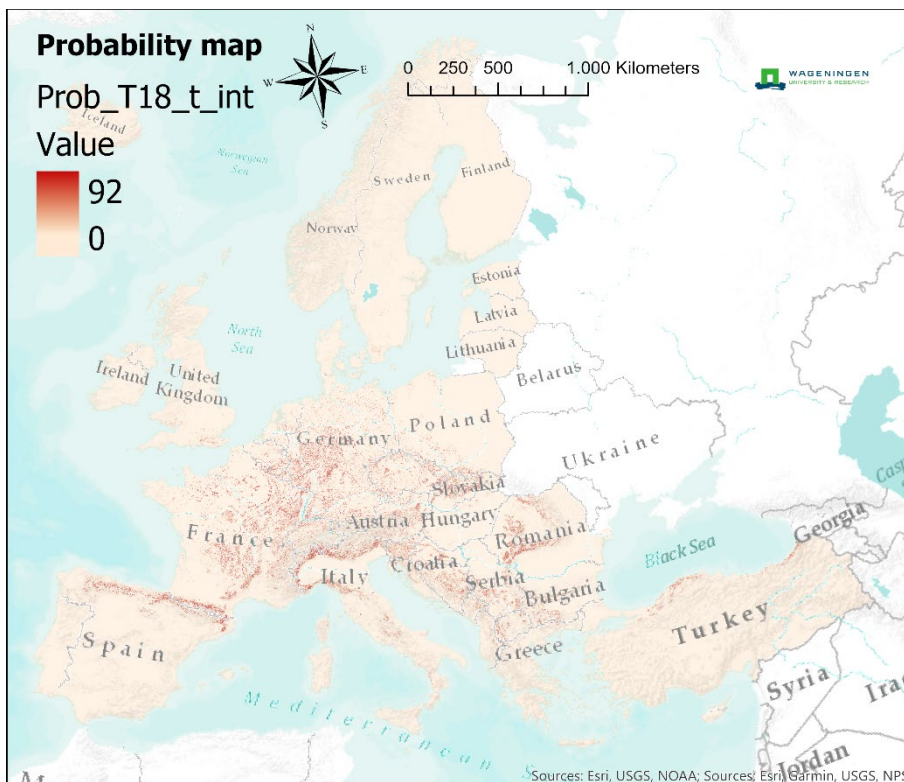 Probability map
Prob_T18_t_int
Value
92
0
N
W E
S
0 250 500 1.000 Kilometers
WAGENINGEN
UNIVERSITY & RESEARCH
Iceland
Norwegian
Sea
Sweden
Finland
Norway
Estonia
Latvia
Lithuania
North
Sea
Ireland
United
Kingdom
Belarus
Poland
Germany
Ukraine
Slovakia
Austria
Hungary
France
Romania
Croatia
Italy
Serbia
Bulgaria
Black Sea
Georgia
Casp
Spain
Greece
Turkey
Syria
Iraq
Mediterranean S
Jordan
Sources: Esri, USGS, NOAA; Sources: Esri, Garmin, USGS, NPS